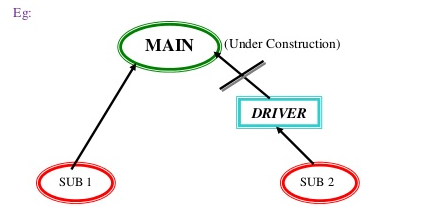 Eg:
MAIN (Under Construction)
DRIVER
SUB 1 SUB 2